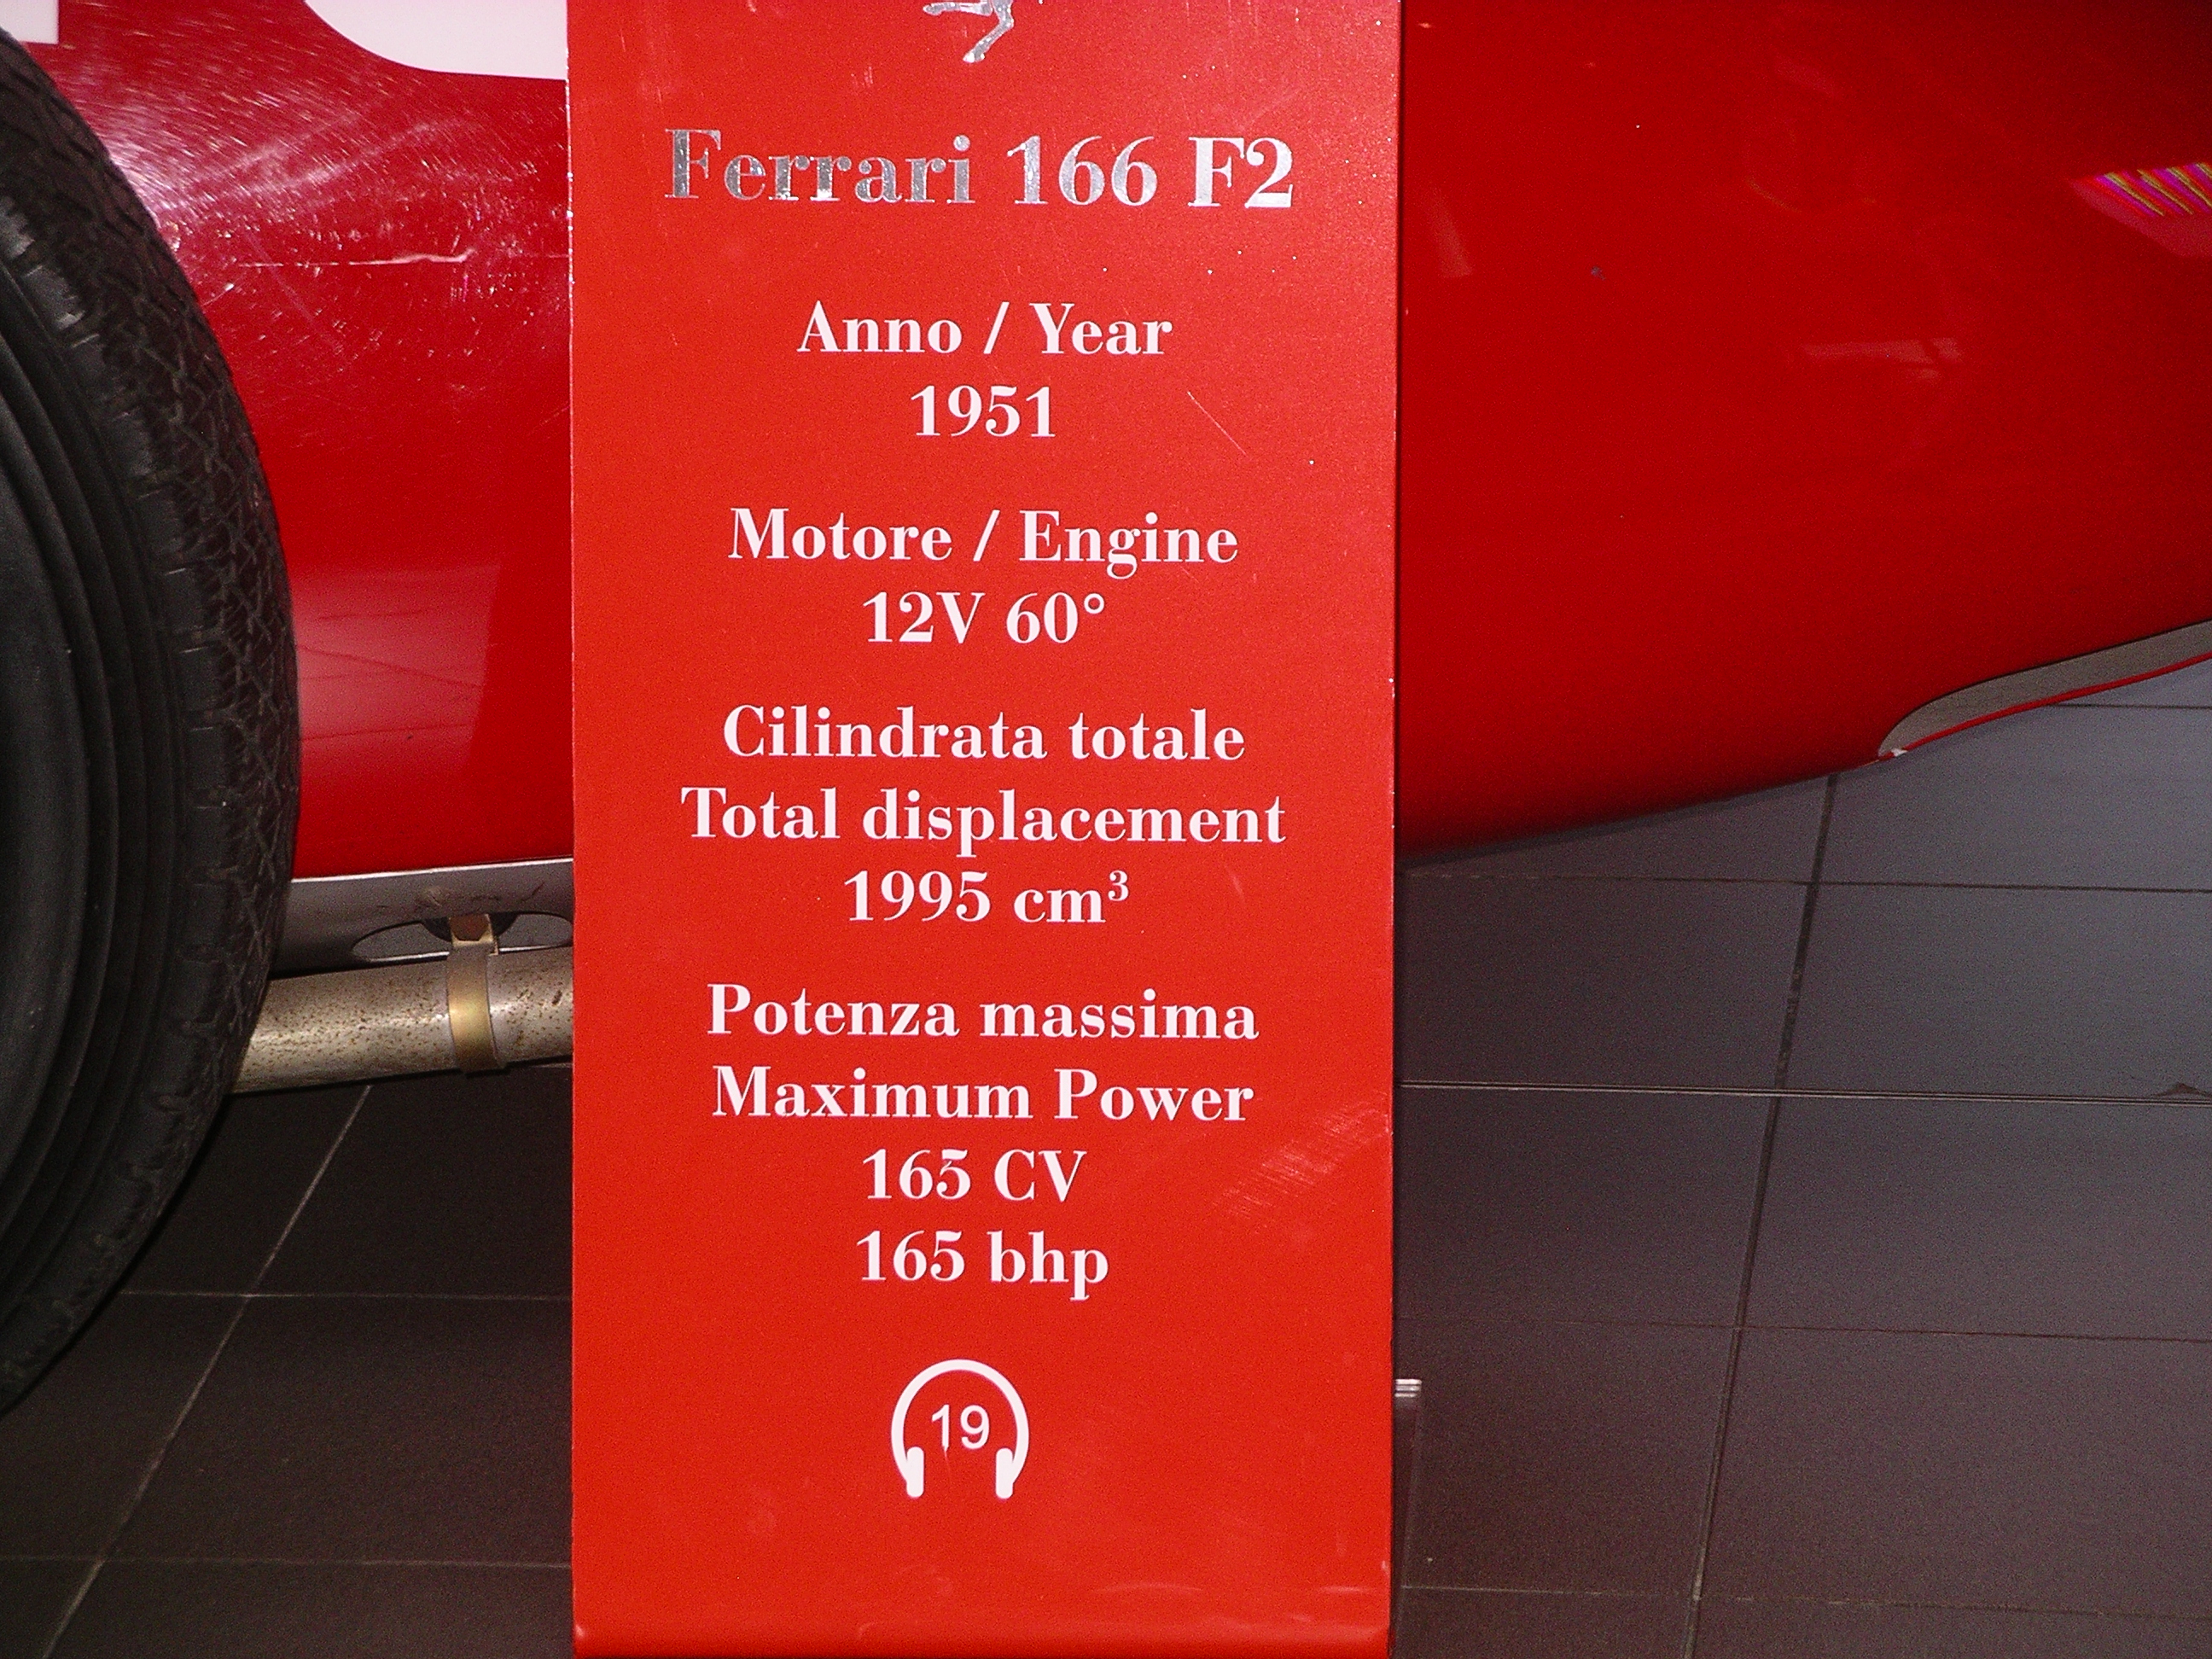 Ferrari 166 F2
Anno / Year
1951
Motore / Engine
12V 60°
Cilindrata totale
Total displacement
1995 cm³
Potenza massima
Maximum Power
165 CV
165 bhp
19